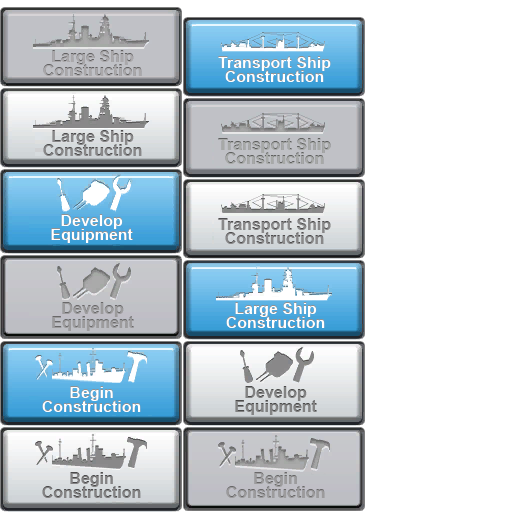 Large Ship
Construction
Large Ship
Construction
Develop
Equipment
Develop
Equipment
Begin
Construction
Begin
Construction
Transport Ship
Construction
Transport Ship
Construction
Transport Ship
Construction
Large Ship
Construction
Develop
Equipment
Begin
Construction